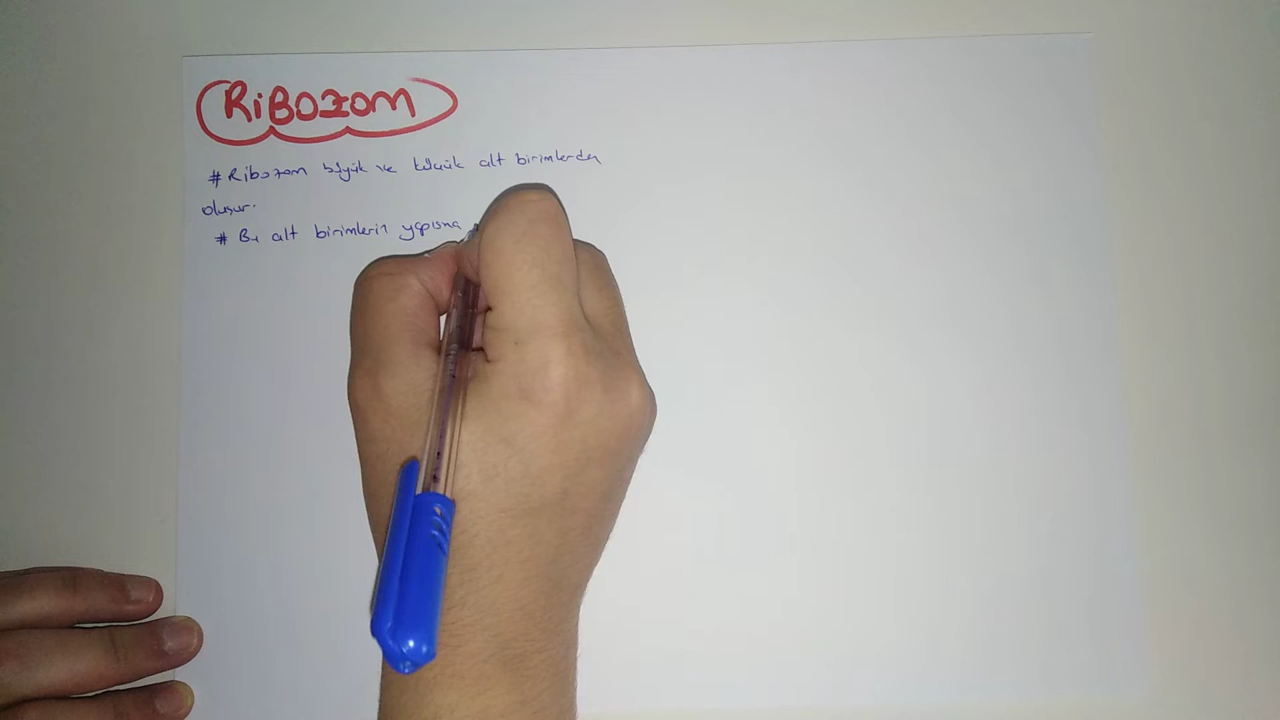 RiBozom
# Ribozom büyük ve küçük alt birimlerden
oluşur.
# Bu alt birimlerin yapısına